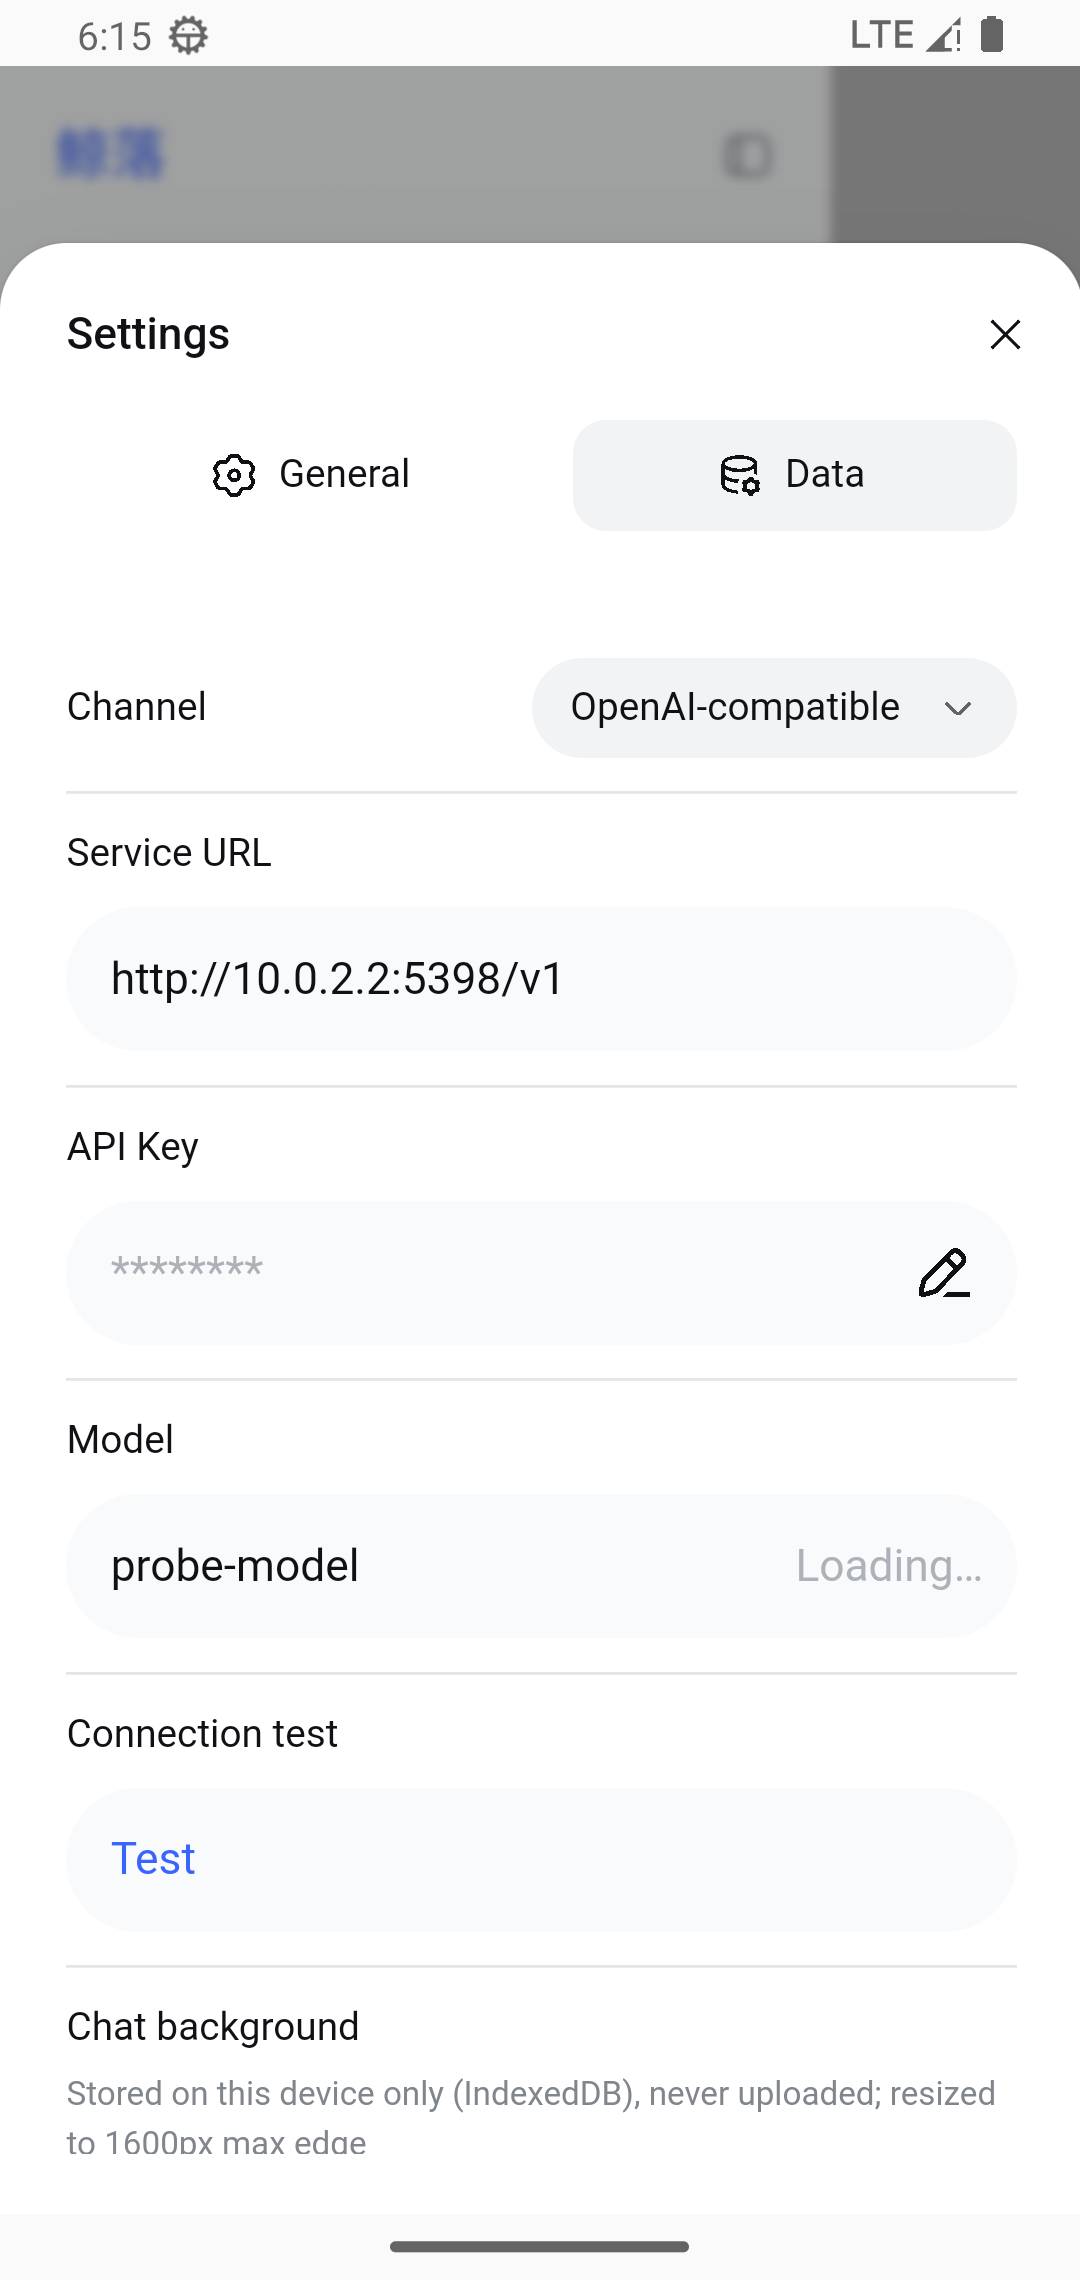 6:15
LTE
鲸落
Settings
General
Data
Channel
OpenAI-compatible
Service URL
http://10.0.2.2:5398/v1
API Key
********
Model
probe-model
Loading...
Connection test
Test
Chat background
Stored on this device only (IndexedDB), never uploaded; resized
to 1600px max edge